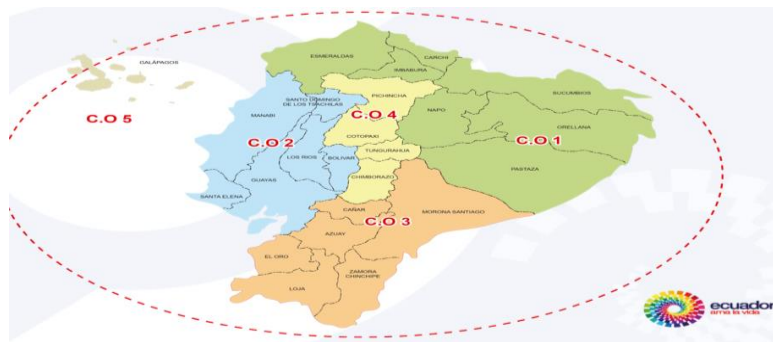 GALÁPAGOS
C.O 5
ESMERALDAS
CARCHI
IMBABURA
SUCUMBIOS
PICHINCHA
SANTO DOMINGO
DE LOS TSACHILAS
C.O 4
NAPO
ORELLANA
MANABI
C.O 2
COTOPAXI
C.O 1
LOS RIOS
BOLIVAR
TUNGURAHUA
PASTAZA
GUAYAS
CHIMBORAZO
SANTA ELENA
CAÑAR
C.O 3
MORONA SANTIAGO
AZUAY
EL ORO
ZAMORA
CHINCHIPE
LOJA
ecuador
ama la vida